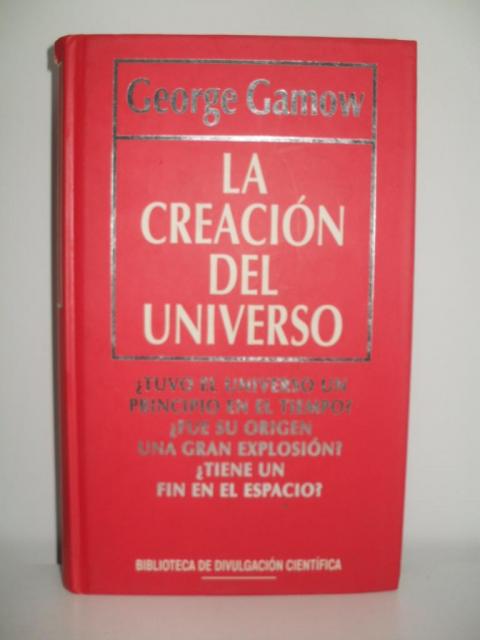 George Gamow
LA
CREACIÓN
DEL
UNIVERSO
¿TUVO EL UNIVERSO UN
PRINCIPIO EN EL TIEMPO?
¿FUE SU ORIGEN
UNA GRAN EXPLOSIÓN?
¿TIENE UN
FIN EN EL ESPACIO?
BIBLIOTECA DE DIVULGACIÓN CIENTÍFICA